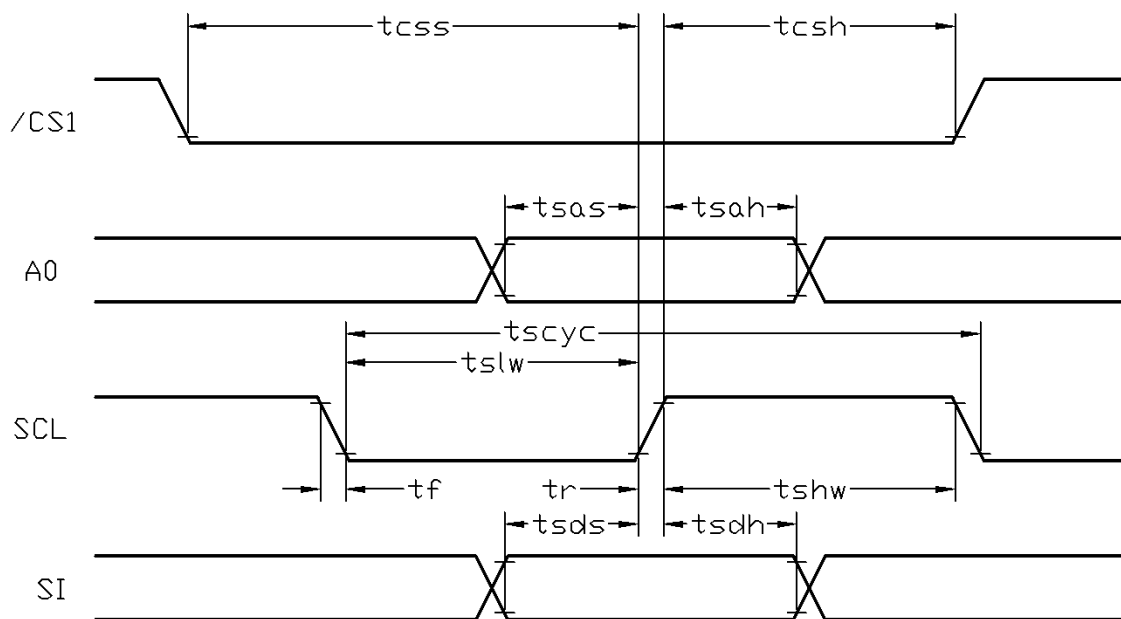 tcss tcsh
/CS1
tsas tsah
A0
tscyc
tslw
SCL
tf tr tshw
tsds tsdh
SI